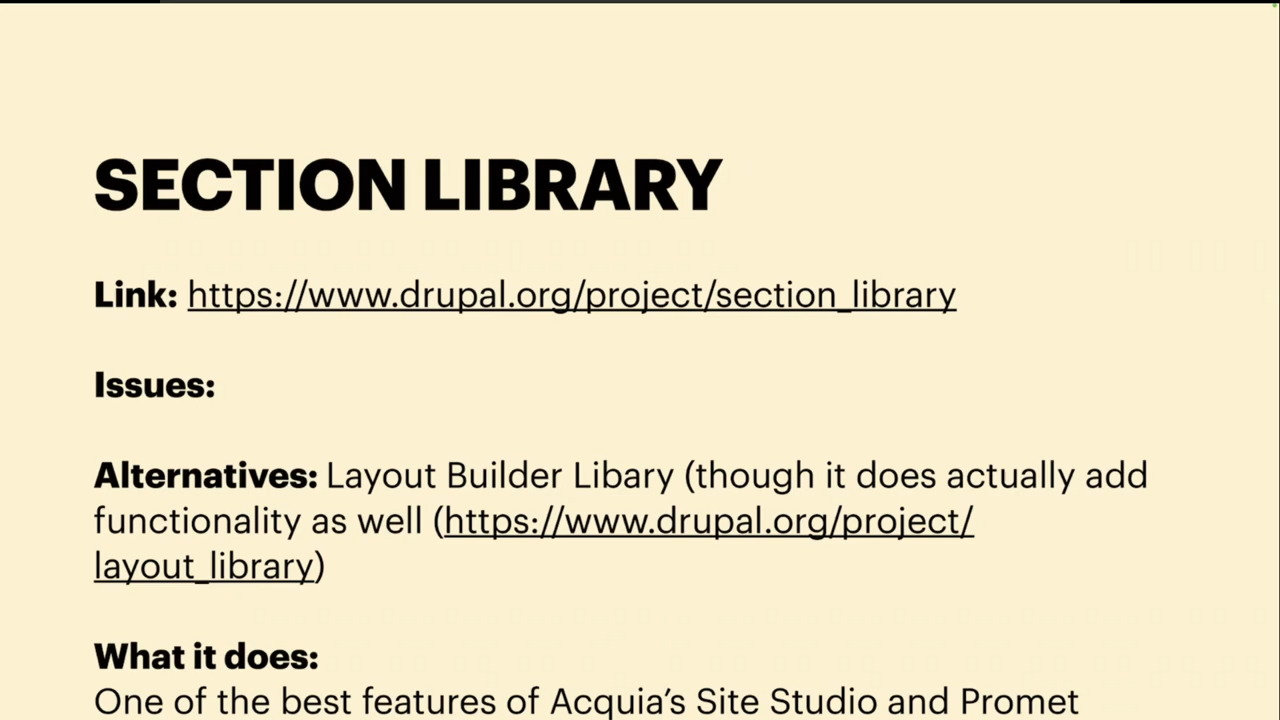 SECTION LIBRARY
Link: https://www.drupal.org/project/section_library
Issues:
Alternatives: Layout Builder Libary (though it does actually add
functionality as well (https://www.drupal.org/project/
layout_library)
What it does:
One of the best features of Acquia’s Site Studio and Promet